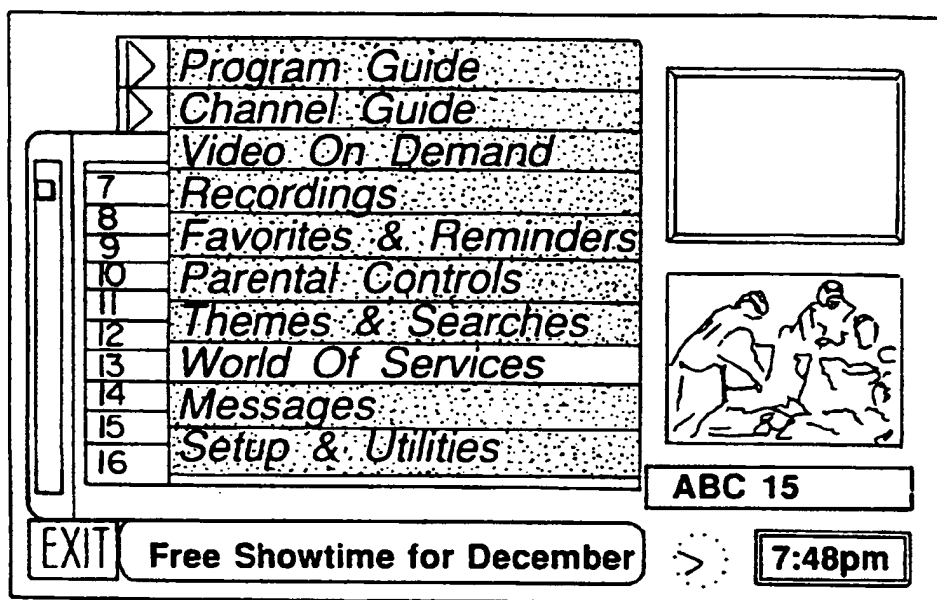 Program Guide
Channel Guide
Video On Demand
7 Recordings
8
9 Favorites & Reminders
10 Parental Controls
11
12 Themes & Searches
13 World Of Services
14 Messages
15
16 Setup & Utilities
ABC 15
EXIT Free Showtime for December 7:48pm